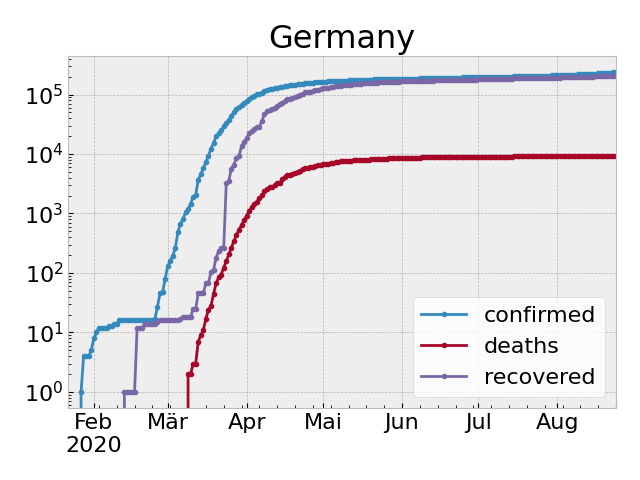 Germany
10^5
10^4
10^3
10^2
10^1
10^0
Feb Mär Apr Mai Jun Jul Aug
2020
confirmed
deaths
recovered